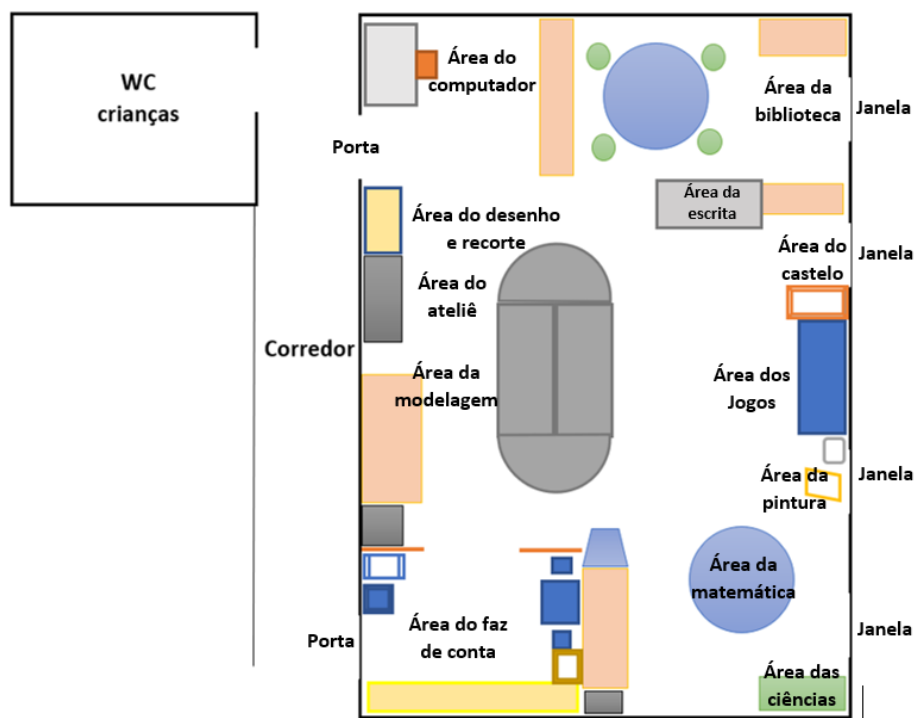 WC
crianças
Área do
computador
Área da
biblioteca
Janela
Porta
Área da
escrita
Área do desenho
e recorte
Área do
castelo
Janela
Área do
ateliê
Corredor
Área da
modelagem
Área dos
Jogos
Área da
pintura
Janela
Área da
matemática
Porta
Área do faz
de conta
Janela
Área das
ciências